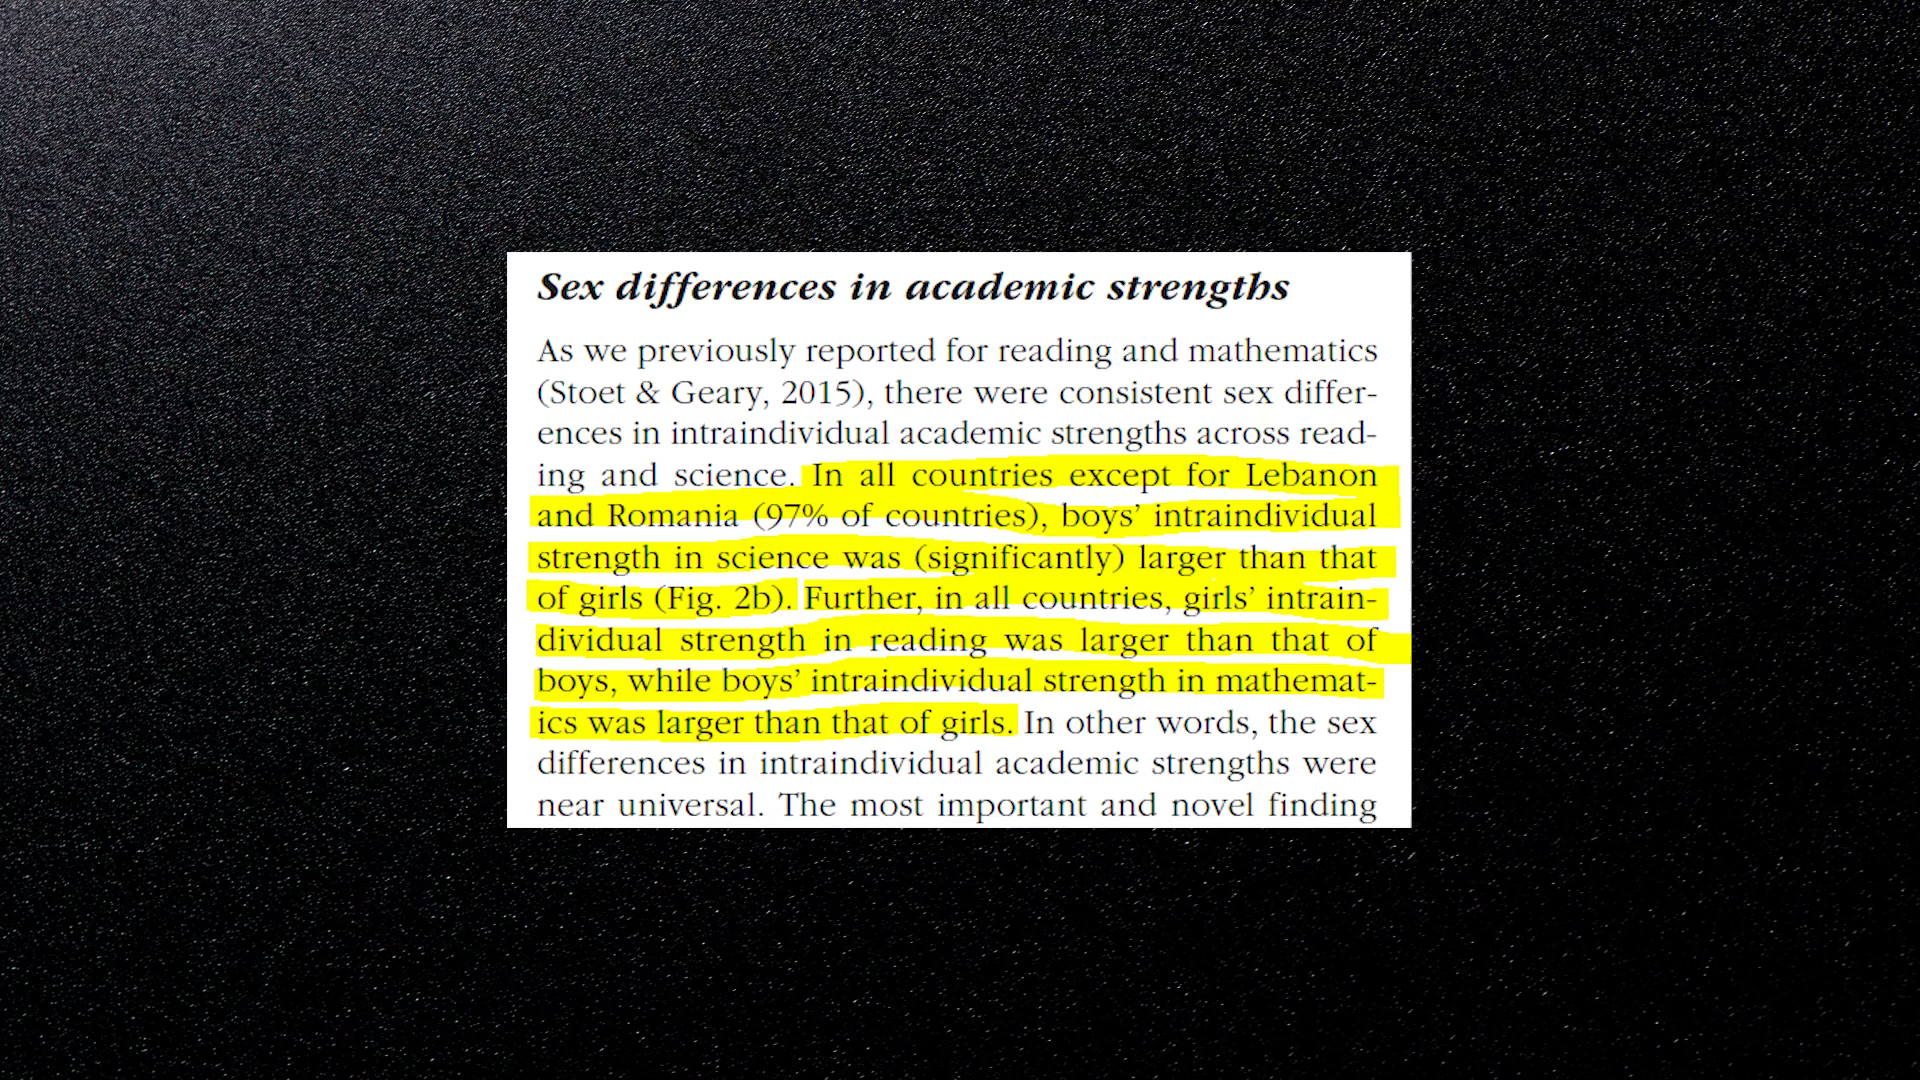 Sex differences in academic strengths
As we previously reported for reading and mathematics
(Stoet & Geary, 2015), there were consistent sex differ-
ences in intraindividual academic strengths across read-
ing and science. In all countries except for Lebanon
and Romania (97% of countries), boys’ intraindividual
strength in science was (significantly) larger than that
of girls (Fig. 2b). Further, in all countries, girls’ intrain-
dividual strength in reading was larger than that of
boys, while boys’ intraindividual strength in mathemat-
ics was larger than that of girls. In other words, the sex
differences in intraindividual academic strengths were
near universal. The most important and novel finding